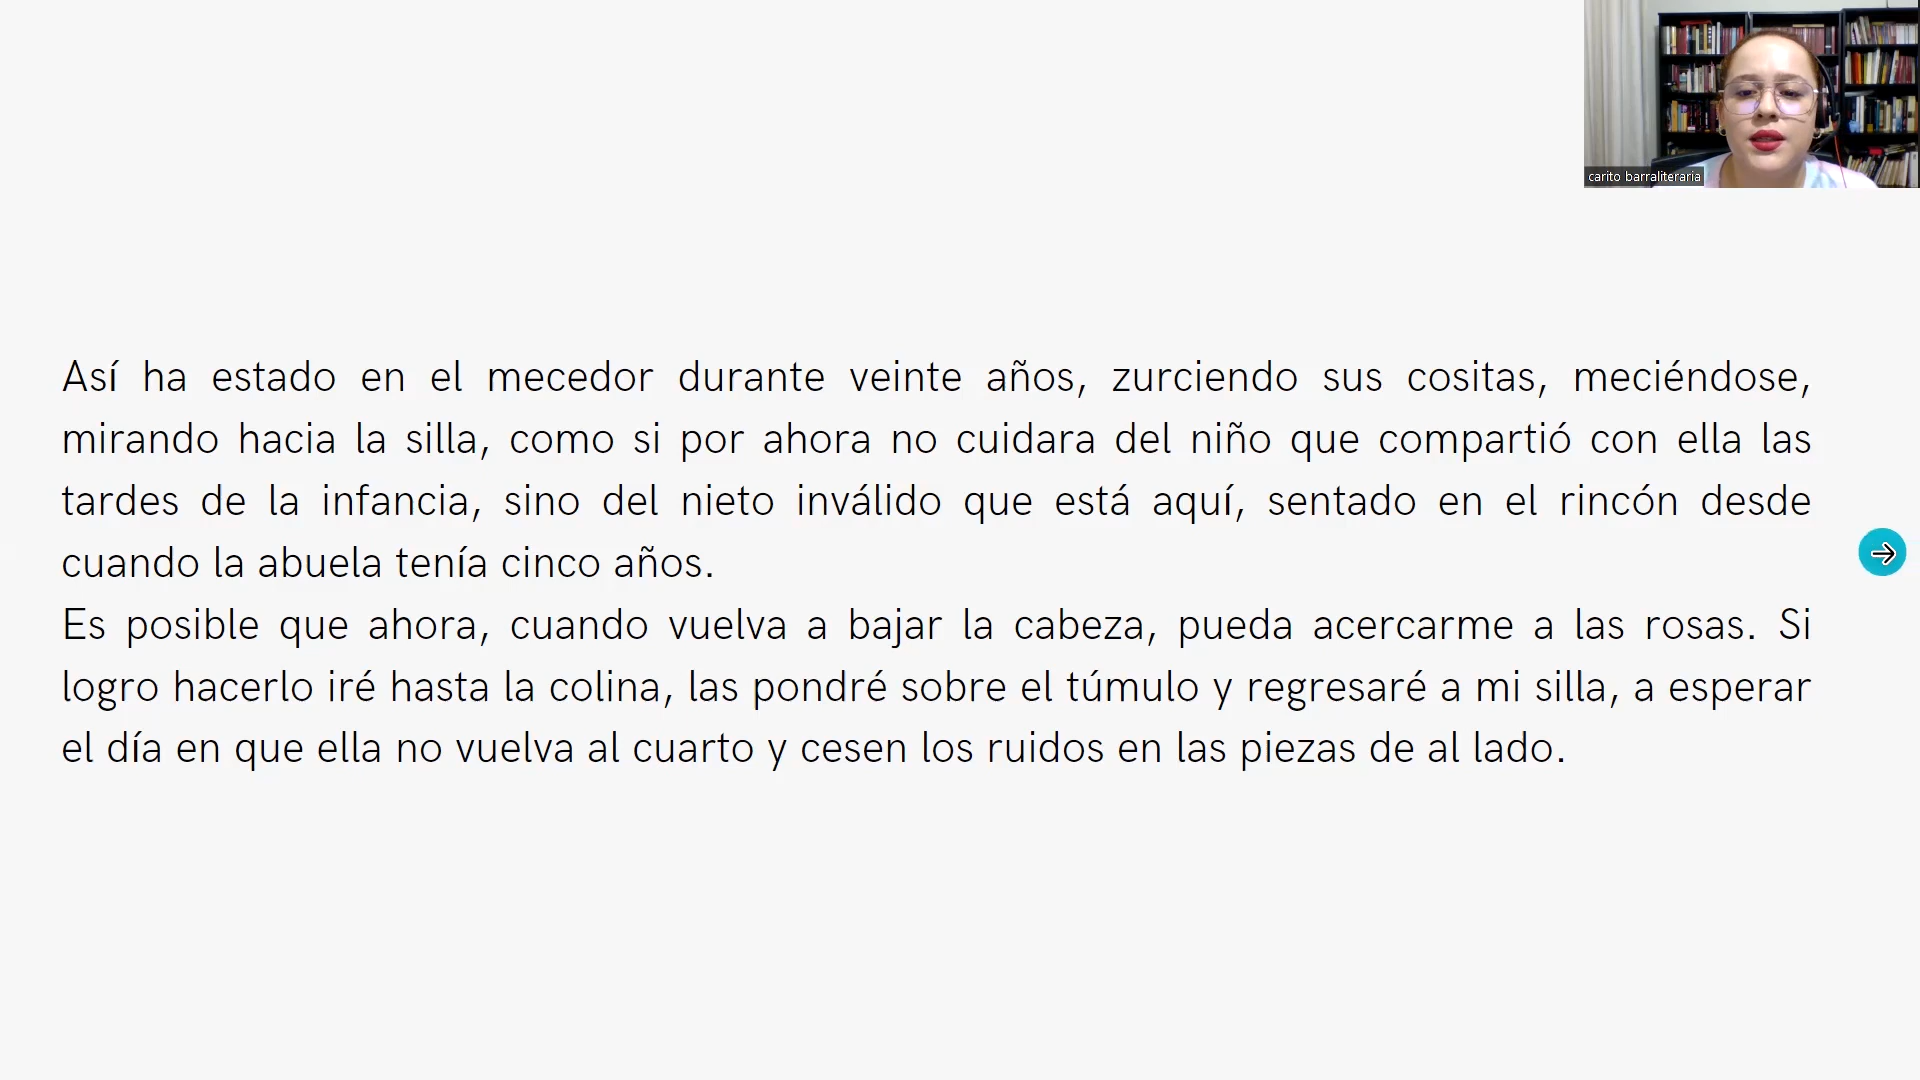 carito barraliteraria
Así ha estado en el mecedor durante veinte años, zurciendo sus cositas, meciéndose,
mirando hacia la silla, como si por ahora no cuidara del niño que compartió con ella las
tardes de la infancia, sino del nieto inválido que está aquí, sentado en el rincón desde
cuando la abuela tenía cinco años.
Es posible que ahora, cuando vuelva a bajar la cabeza, pueda acercarme a las rosas. Si
logro hacerlo iré hasta la colina, las pondré sobre el túmulo y regresaré a mi silla, a esperar
el día en que ella no vuelva al cuarto y cesen los ruidos en las piezas de al lado.